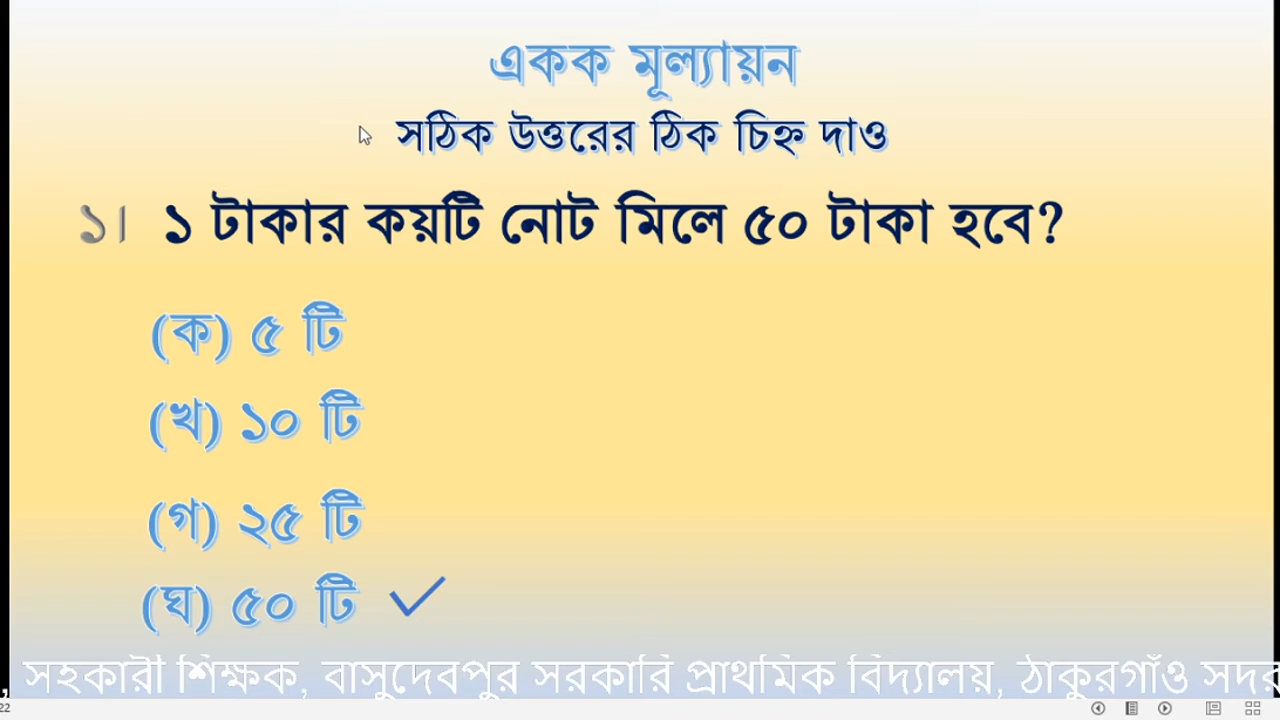 একক মূল্যায়ন
সঠিক উত্তরের ঠিক চিহ্ন দাও
১। ১ টাকার কয়টি নোট মিলে ৫০ টাকা হবে?
(ক) ৫ টি
(খ) ১০ টি
(গ) ২৫ টি
(ঘ) ৫০ টি
, সহকারী শিক্ষক, বাসুদেবপুর সরকারি প্রাথমিক বিদ্যালয়, ঠাকুরগাঁও সদর
22